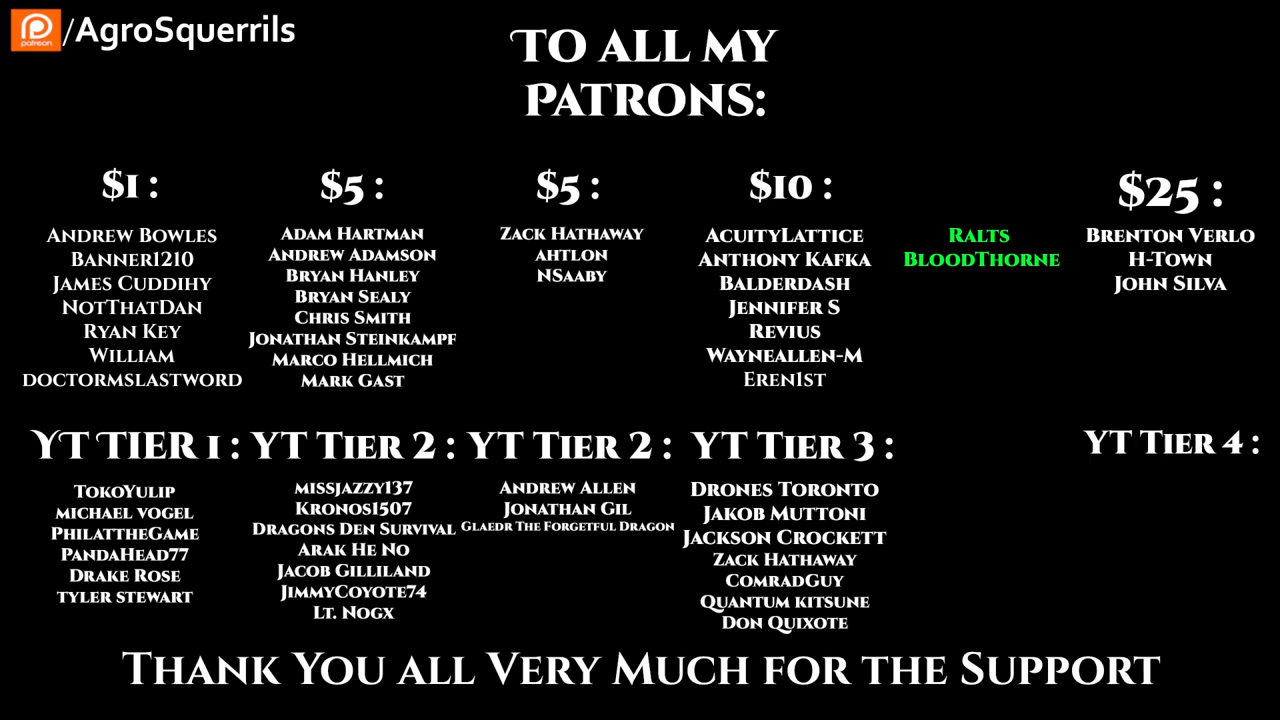 patreon
/AgroSquerrils
To all my
Patrons:
$1 :
Andrew Bowles
Banner1210
James Cuddihy
NotThatDan
Ryan Key
William
doctormslastword
$5 :
Adam Hartman
Andrew Adamson
Bryan Hanley
Bryan Sealy
Chris Smith
Jonathan Steinkampf
Marco Hellmich
Mark Gast
$5 :
Zack Hathaway
ahtlon
NSaaby
$10 :
AcuityLattice
Anthony Kafka
Balderdash
Jennifer S
Revius
Wayneallen-M
Eren1st
Ralts
BloodThorne
$25 :
Brenton Verlo
H-Town
John Silva
YT Tier 1 :
TokoYulip
michael vogel
PhilattheGame
PandaHead77
Drake Rose
tyler stewart
YT Tier 2 :
missjazzy137
Kronos1507
Dragons Den Survival
Arak He No
Jacob Gilliland
JimmyCoyote74
Lt. Nogx
YT Tier 2 :
Andrew Allen
Jonathan Gil
Glaedr The Forgetful Dragon
YT Tier 3 :
Drones Toronto
Jakob Muttoni
Jackson Crockett
Zack Hathaway
ComradGuy
Quantum kitsune
Don Quixote
YT Tier 4 :
Thank You all Very Much for the Support